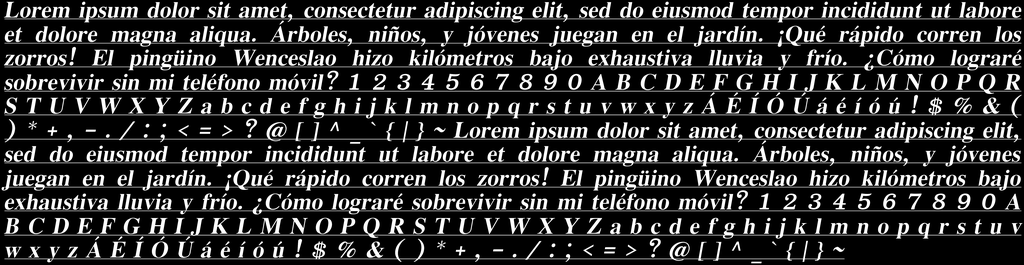 Lorem ipsum dolor sit amet, consectetur adipiscing elit, sed do eiusmod tempor incididunt ut labore
et dolore magna aliqua. Árboles, niños, y jóvenes juegan en el jardín. ¡Qué rápido corren los
zorros! El pingüino Wenceslao hizo kilómetros bajo exhaustiva lluvia y frío. ¿Cómo lograré
sobrevivir sin mi teléfono móvil? 1 2 3 4 5 6 7 8 9 0 A B C D E F G H I J K L M N O P Q R
S T U V W X Y Z a b c d e f g h i j k l m n o p q r s t u v w x y z Á É Í Ó Ú á é í ó ú ! $ % & (
) * + , - . / : ; < = > ? @ [ ] ^ _ ` { | } ~ Lorem ipsum dolor sit amet, consectetur adipiscing elit,
sed do eiusmod tempor incididunt ut labore et dolore magna aliqua. Árboles, niños, y jóvenes
juegan en el jardín. ¡Qué rápido corren los zorros! El pingüino Wenceslao hizo kilómetros bajo
exhaustiva lluvia y frío. ¿Cómo lograré sobrevivir sin mi teléfono móvil? 1 2 3 4 5 6 7 8 9 0 A
B C D E F G H I J K L M N O P Q R S T U V W X Y Z a b c d e f g h i j k l m n o p q r s t u v
w x y z Á É Í Ó Ú á é í ó ú ! $ % & ( ) * + , - . / : ; < = > ? @ [ ] ^ _ ` { | } ~